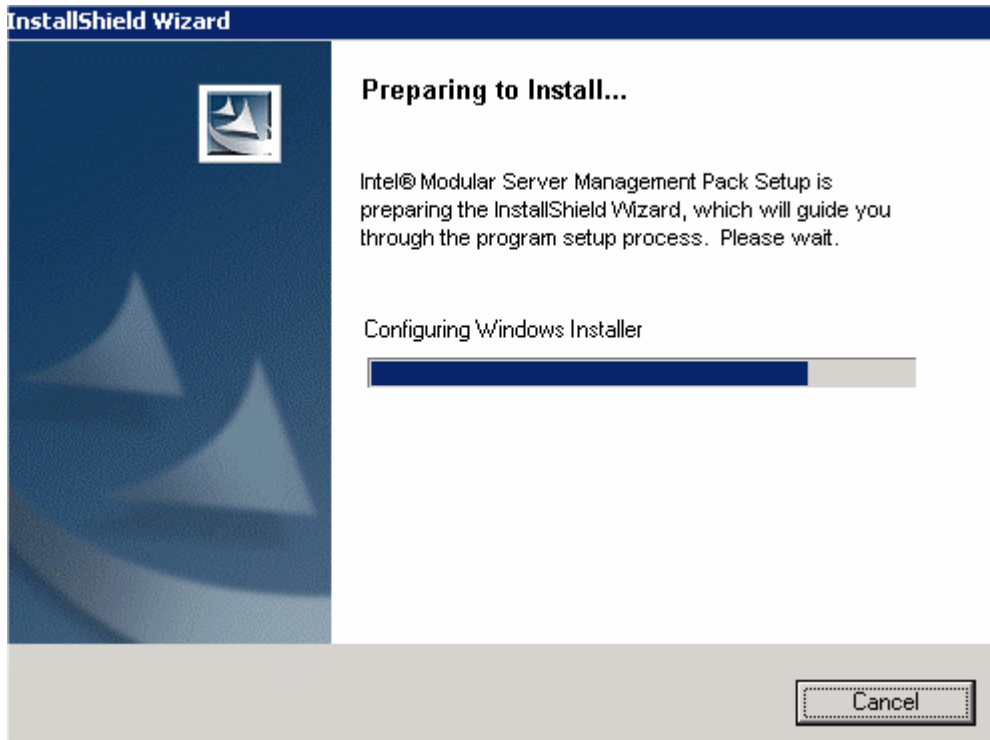 InstallShield Wizard
Preparing to Install...
Intel® Modular Server Management Pack Setup is
preparing the InstallShield Wizard, which will guide you
through the program setup process. Please wait.
Configuring Windows Installer
Cancel